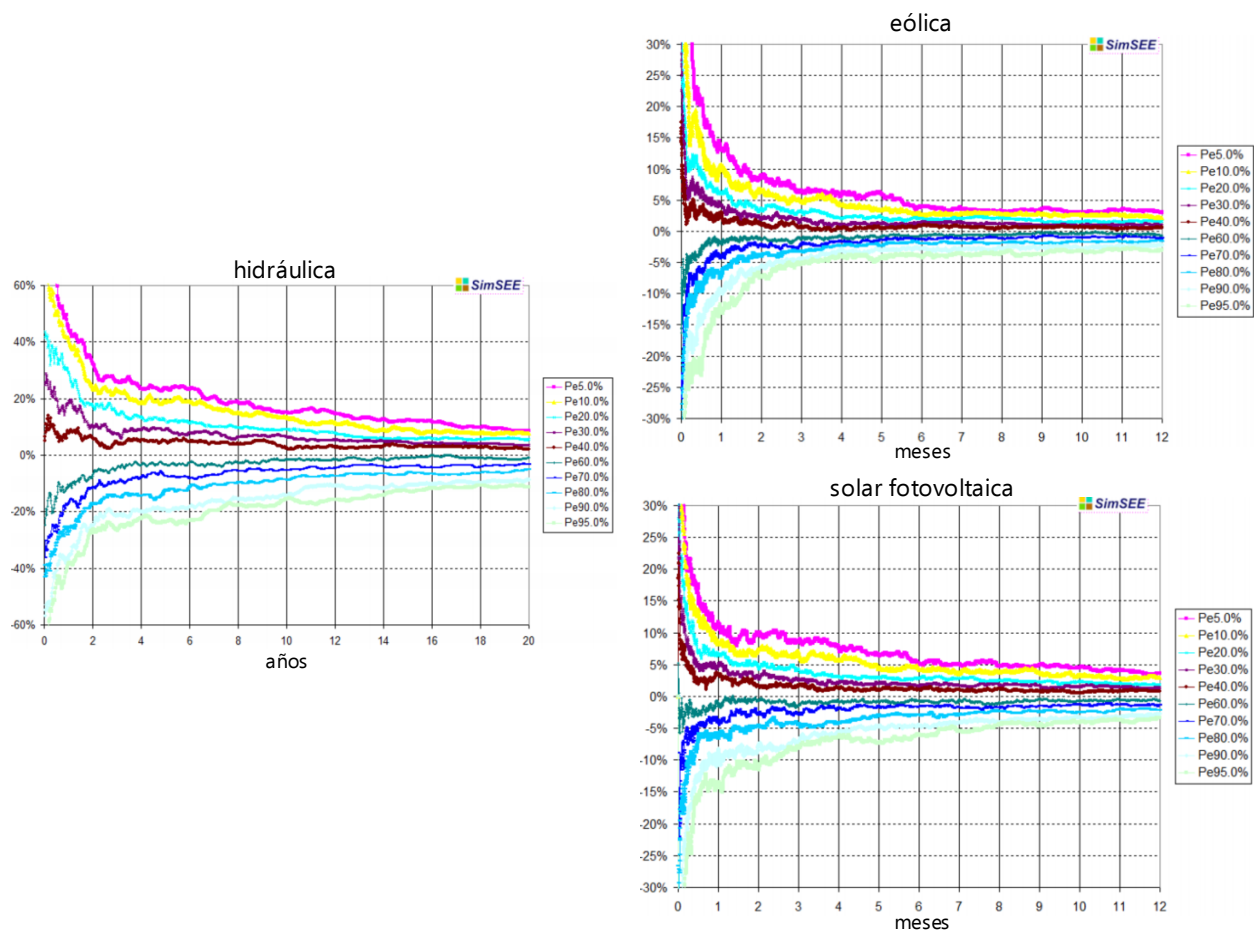 hidráulica
SimSEE
60%
40%
20%
0%
-20%
-40%
-60%
0 2 4 6 8 10 12 14 16 18 20
años
Pe5.0%
Pe10.0%
Pe20.0%
Pe30.0%
Pe40.0%
Pe60.0%
Pe70.0%
Pe80.0%
Pe90.0%
Pe95.0%
eólica
SimSEE
30%
25%
20%
15%
10%
5%
0%
-5%
-10%
-15%
-20%
-25%
-30%
0 1 2 3 4 5 6 7 8 9 10 11 12
meses
Pe5.0%
Pe10.0%
Pe20.0%
Pe30.0%
Pe40.0%
Pe60.0%
Pe70.0%
Pe80.0%
Pe90.0%
Pe95.0%
solar fotovoltaica
SimSEE
30%
25%
20%
15%
10%
5%
0%
-5%
-10%
-15%
-20%
-25%
-30%
0 1 2 3 4 5 6 7 8 9 10 11 12
meses
Pe5.0%
Pe10.0%
Pe20.0%
Pe30.0%
Pe40.0%
Pe60.0%
Pe70.0%
Pe80.0%
Pe90.0%
Pe95.0%